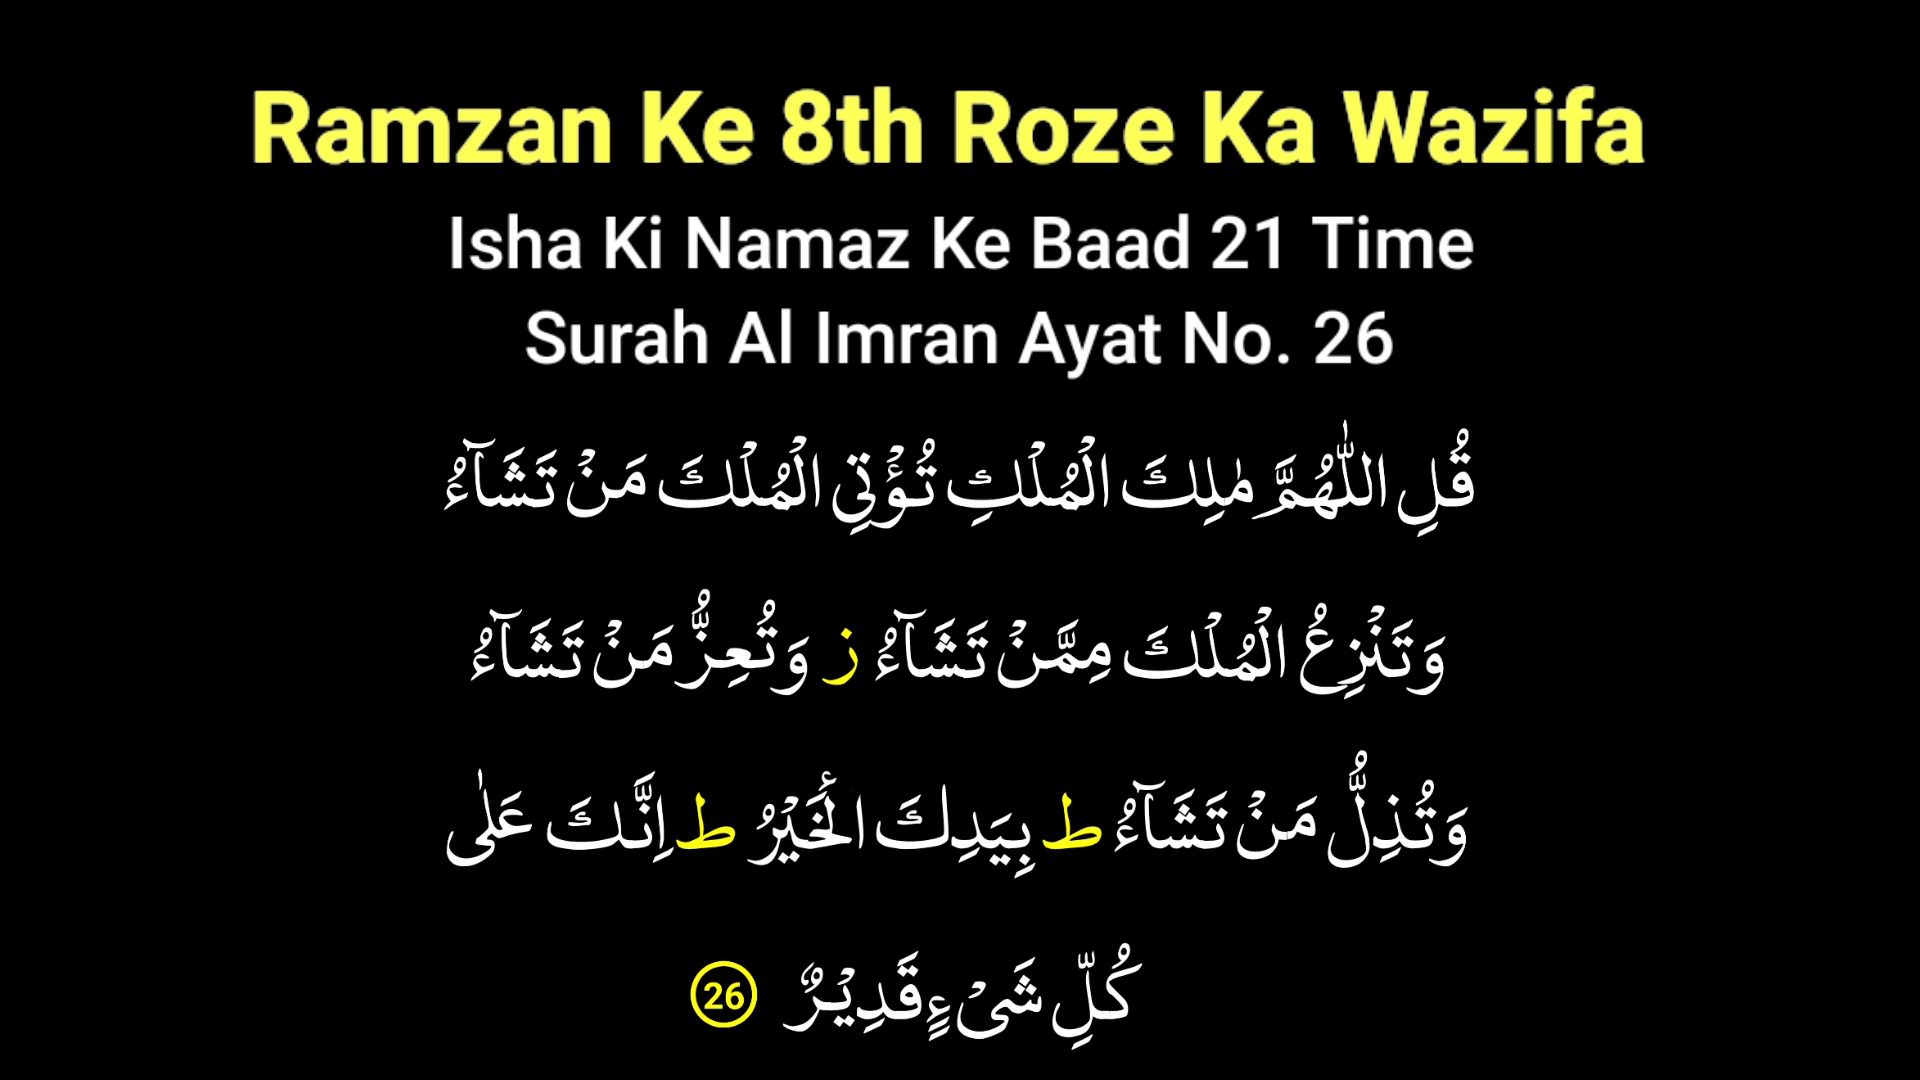 Ramzan Ke 8th Roze Ka Wazifa
Isha Ki Namaz Ke Baad 21 Time
Surah Al Imran Ayat No. 26
قُلِ اللّٰهُمَّ مٰلِكَ الْمُلْكِ تُؤْتِی الْمُلْكَ مَنْ تَشَآءُ
وَتَنْزِعُ الْمُلْكَ مِمَّنْ تَشَآءُ ز وَتُعِزُّ مَنْ تَشَآءُ
وَتُذِلُّ مَنْ تَشَآءُ ط بِیَدِكَ الْخَیْرُ ط اِنَّكَ عَلٰی
كُلِّ شَیْءٍ قَدِیْرٌ 26